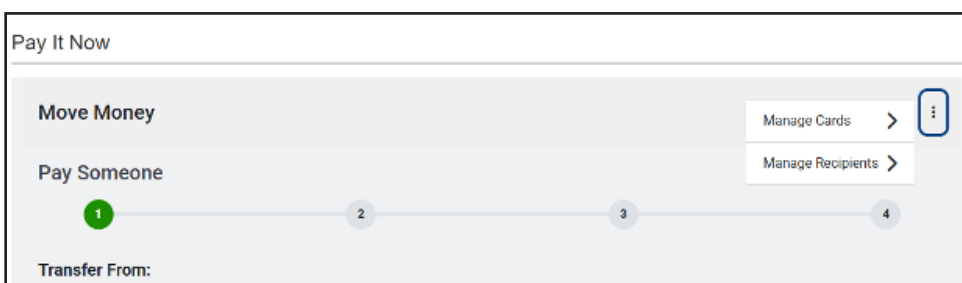 Pay It Now
Move Money
Manage Cards
Manage Recipients
Pay Someone
1 2 3 4
Transfer From: